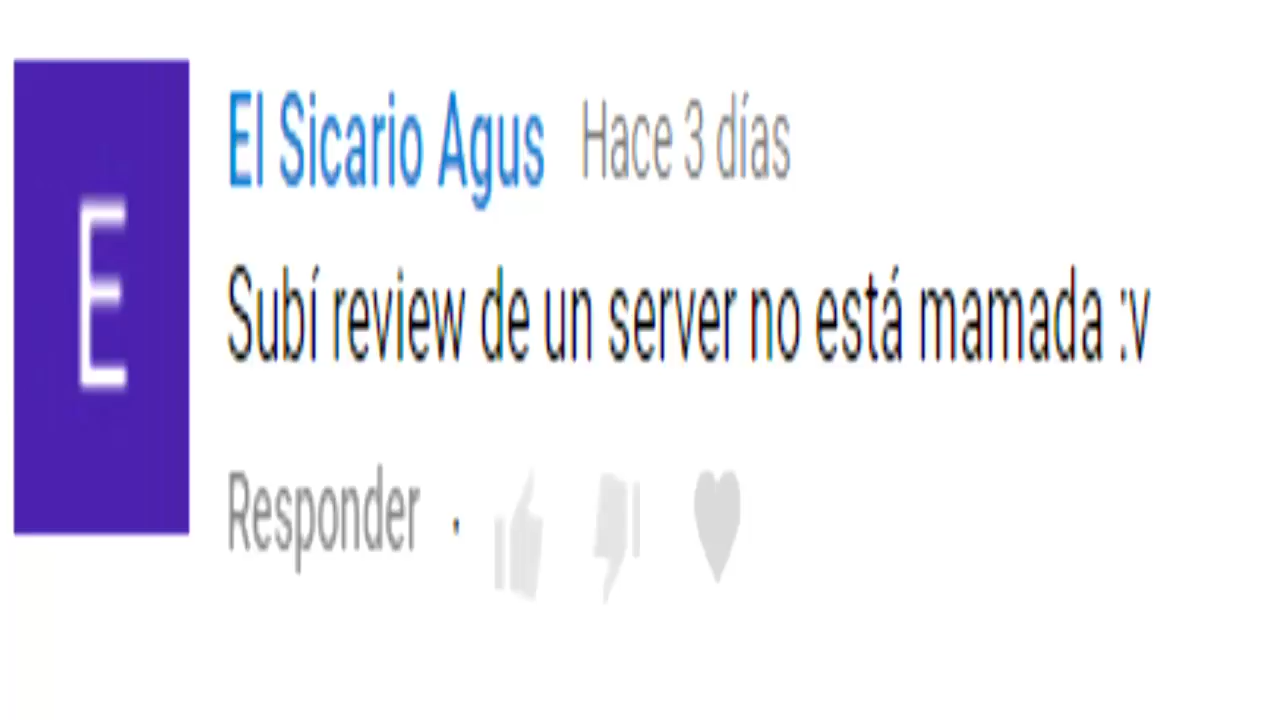 E
El Sicario Agus Hace 3 días
Subí review de un server no está mamada :v
Responder ·